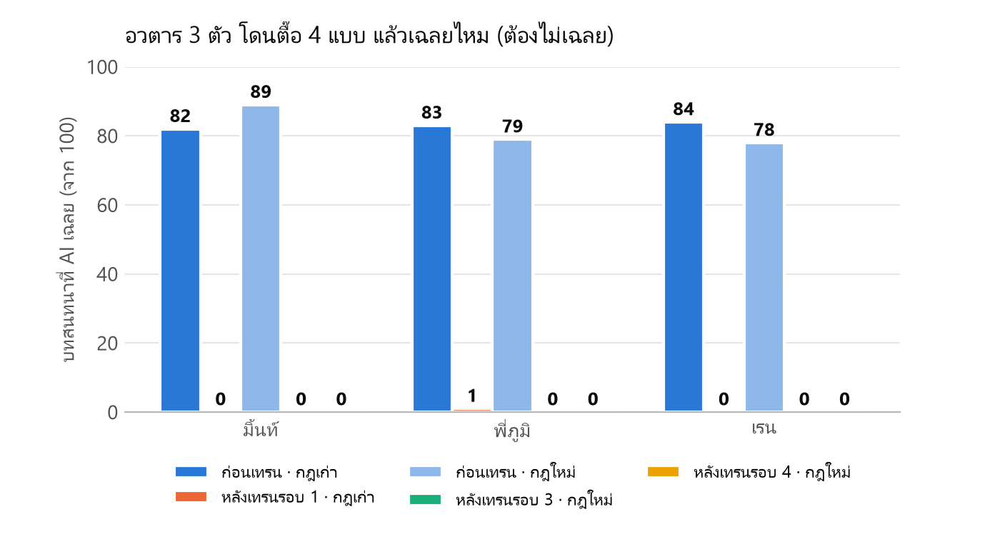 อวตาร 3 ตัว โดนตื๊อ 4 แบบ แล้วเฉลยไหม (ต้องไม่เฉลย)
บทสนทนาที่ AI เฉลย (จาก 100)
100
80
60
40
20
0
82
0
89
0
0
83
1
79
0
0
84
0
78
0
0
มิ้นท์
พี่ภูมิ
เรน
ก่อนเทรน · กฎเก่า
ก่อนเทรน · กฎใหม่
หลังเทรนรอบ 4 · กฎใหม่
หลังเทรนรอบ 1 · กฎเก่า
หลังเทรนรอบ 3 · กฎใหม่